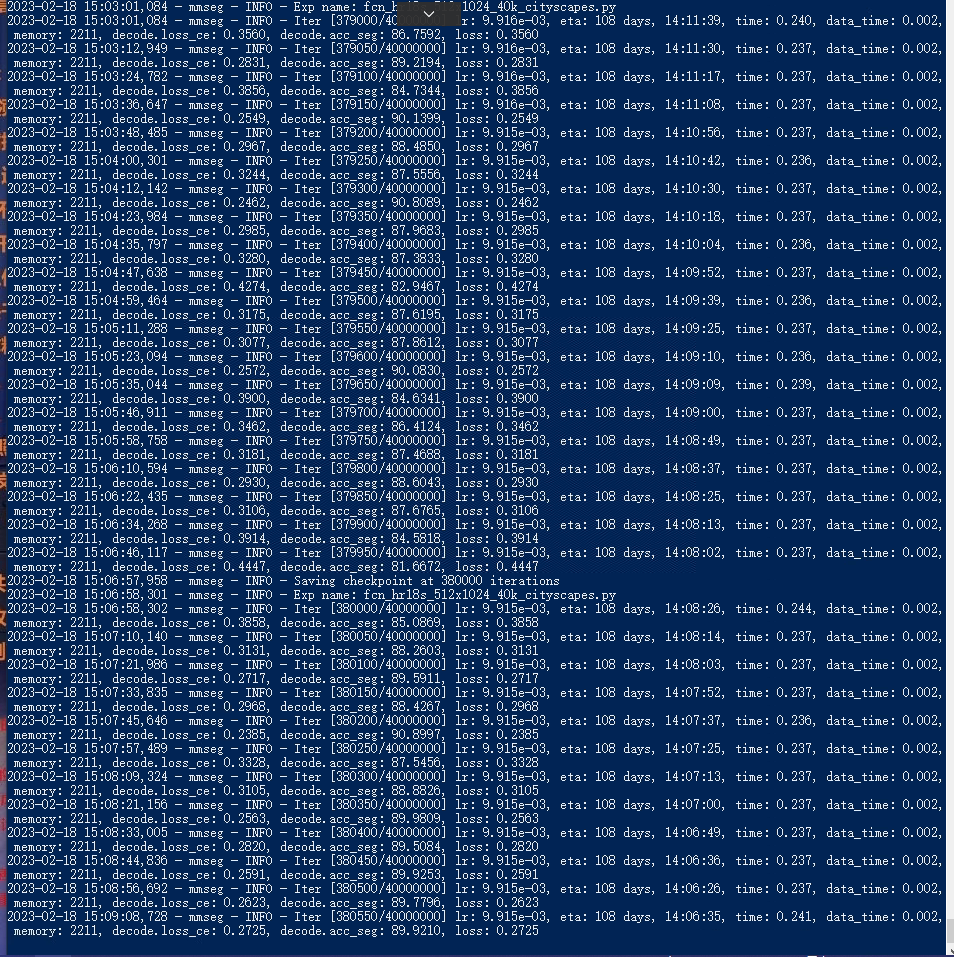 2023-02-18 15:03:01,084 - mmseg - INFO - Exp name: fcn_hr18s_512x1024_40k_cityscapes.py
2023-02-18 15:03:01,084 - mmseg - INFO - Iter [379000/40000000] lr: 9.916e-03, eta: 108 days, 14:11:39, time: 0.240, data_time: 0.002,
memory: 2211, decode.loss_ce: 0.3560, decode.acc_seg: 86.7592, loss: 0.3560
2023-02-18 15:03:12,949 - mmseg - INFO - Iter [379050/40000000] lr: 9.916e-03, eta: 108 days, 14:11:30, time: 0.237, data_time: 0.002,
memory: 2211, decode.loss_ce: 0.2831, decode.acc_seg: 89.2194, loss: 0.2831
2023-02-18 15:03:24,782 - mmseg - INFO - Iter [379100/40000000] lr: 9.916e-03, eta: 108 days, 14:11:17, time: 0.237, data_time: 0.002,
memory: 2211, decode.loss_ce: 0.3856, decode.acc_seg: 84.7344, loss: 0.3856
2023-02-18 15:03:36,647 - mmseg - INFO - Iter [379150/40000000] lr: 9.916e-03, eta: 108 days, 14:11:08, time: 0.237, data_time: 0.002,
memory: 2211, decode.loss_ce: 0.2549, decode.acc_seg: 90.1399, loss: 0.2549
2023-02-18 15:03:48,485 - mmseg - INFO - Iter [379200/40000000] lr: 9.915e-03, eta: 108 days, 14:10:56, time: 0.237, data_time: 0.002,
memory: 2211, decode.loss_ce: 0.2967, decode.acc_seg: 88.4850, loss: 0.2967
2023-02-18 15:04:00,301 - mmseg - INFO - Iter [379250/40000000] lr: 9.915e-03, eta: 108 days, 14:10:42, time: 0.236, data_time: 0.002,
memory: 2211, decode.loss_ce: 0.3244, decode.acc_seg: 87.5556, loss: 0.3244
2023-02-18 15:04:12,142 - mmseg - INFO - Iter [379300/40000000] lr: 9.915e-03, eta: 108 days, 14:10:30, time: 0.237, data_time: 0.002,
memory: 2211, decode.loss_ce: 0.2462, decode.acc_seg: 90.8089, loss: 0.2462
2023-02-18 15:04:23,984 - mmseg - INFO - Iter [379350/40000000] lr: 9.915e-03, eta: 108 days, 14:10:18, time: 0.237, data_time: 0.002,
memory: 2211, decode.loss_ce: 0.2985, decode.acc_seg: 87.9683, loss: 0.2985
2023-02-18 15:04:35,797 - mmseg - INFO - Iter [379400/40000000] lr: 9.915e-03, eta: 108 days, 14:10:04, time: 0.236, data_time: 0.002,
memory: 2211, decode.loss_ce: 0.3280, decode.acc_seg: 87.3833, loss: 0.3280
2023-02-18 15:04:47,638 - mmseg - INFO - Iter [379450/40000000] lr: 9.915e-03, eta: 108 days, 14:09:52, time: 0.237, data_time: 0.002,
memory: 2211, decode.loss_ce: 0.4274, decode.acc_seg: 82.9467, loss: 0.4274
2023-02-18 15:04:59,464 - mmseg - INFO - Iter [379500/40000000] lr: 9.915e-03, eta: 108 days, 14:09:39, time: 0.236, data_time: 0.002,
memory: 2211, decode.loss_ce: 0.3175, decode.acc_seg: 87.6195, loss: 0.3175
2023-02-18 15:05:11,288 - mmseg - INFO - Iter [379550/40000000] lr: 9.915e-03, eta: 108 days, 14:09:25, time: 0.237, data_time: 0.002,
memory: 2211, decode.loss_ce: 0.3077, decode.acc_seg: 87.8612, loss: 0.3077
2023-02-18 15:05:23,094 - mmseg - INFO - Iter [379600/40000000] lr: 9.915e-03, eta: 108 days, 14:09:10, time: 0.236, data_time: 0.002,
memory: 2211, decode.loss_ce: 0.2572, decode.acc_seg: 90.0830, loss: 0.2572
2023-02-18 15:05:35,044 - mmseg - INFO - Iter [379650/40000000] lr: 9.915e-03, eta: 108 days, 14:09:09, time: 0.239, data_time: 0.002,
memory: 2211, decode.loss_ce: 0.3900, decode.acc_seg: 84.6341, loss: 0.3900
2023-02-18 15:05:46,911 - mmseg - INFO - Iter [379700/40000000] lr: 9.915e-03, eta: 108 days, 14:09:00, time: 0.237, data_time: 0.002,
memory: 2211, decode.loss_ce: 0.3462, decode.acc_seg: 86.4124, loss: 0.3462
2023-02-18 15:05:58,758 - mmseg - INFO - Iter [379750/40000000] lr: 9.915e-03, eta: 108 days, 14:08:49, time: 0.237, data_time: 0.002,
memory: 2211, decode.loss_ce: 0.3181, decode.acc_seg: 87.4688, loss: 0.3181
2023-02-18 15:06:10,594 - mmseg - INFO - Iter [379800/40000000] lr: 9.915e-03, eta: 108 days, 14:08:37, time: 0.237, data_time: 0.002,
memory: 2211, decode.loss_ce: 0.2930, decode.acc_seg: 88.6043, loss: 0.2930
2023-02-18 15:06:22,435 - mmseg - INFO - Iter [379850/40000000] lr: 9.915e-03, eta: 108 days, 14:08:25, time: 0.237, data_time: 0.002,
memory: 2211, decode.loss_ce: 0.3106, decode.acc_seg: 87.6765, loss: 0.3106
2023-02-18 15:06:34,268 - mmseg - INFO - Iter [379900/40000000] lr: 9.915e-03, eta: 108 days, 14:08:13, time: 0.237, data_time: 0.002,
memory: 2211, decode.loss_ce: 0.3914, decode.acc_seg: 84.5818, loss: 0.3914
2023-02-18 15:06:46,117 - mmseg - INFO - Iter [379950/40000000] lr: 9.915e-03, eta: 108 days, 14:08:02, time: 0.237, data_time: 0.002,
memory: 2211, decode.loss_ce: 0.4447, decode.acc_seg: 81.6672, loss: 0.4447
2023-02-18 15:06:57,958 - mmseg - INFO - Saving checkpoint at 380000 iterations
2023-02-18 15:06:58,301 - mmseg - INFO - Exp name: fcn_hr18s_512x1024_40k_cityscapes.py
2023-02-18 15:06:58,302 - mmseg - INFO - Iter [380000/40000000] lr: 9.915e-03, eta: 108 days, 14:08:26, time: 0.244, data_time: 0.002,
memory: 2211, decode.loss_ce: 0.3858, decode.acc_seg: 85.0869, loss: 0.3858
2023-02-18 15:07:10,140 - mmseg - INFO - Iter [380050/40000000] lr: 9.915e-03, eta: 108 days, 14:08:14, time: 0.237, data_time: 0.002,
memory: 2211, decode.loss_ce: 0.3131, decode.acc_seg: 88.2603, loss: 0.3131
2023-02-18 15:07:21,986 - mmseg - INFO - Iter [380100/40000000] lr: 9.915e-03, eta: 108 days, 14:08:03, time: 0.237, data_time: 0.002,
memory: 2211, decode.loss_ce: 0.2717, decode.acc_seg: 89.5911, loss: 0.2717
2023-02-18 15:07:33,835 - mmseg - INFO - Iter [380150/40000000] lr: 9.915e-03, eta: 108 days, 14:07:52, time: 0.237, data_time: 0.002,
memory: 2211, decode.loss_ce: 0.2968, decode.acc_seg: 88.4267, loss: 0.2968
2023-02-18 15:07:45,646 - mmseg - INFO - Iter [380200/40000000] lr: 9.915e-03, eta: 108 days, 14:07:37, time: 0.236, data_time: 0.002,
memory: 2211, decode.loss_ce: 0.2385, decode.acc_seg: 90.8997, loss: 0.2385
2023-02-18 15:07:57,489 - mmseg - INFO - Iter [380250/40000000] lr: 9.915e-03, eta: 108 days, 14:07:25, time: 0.237, data_time: 0.002,
memory: 2211, decode.loss_ce: 0.3328, decode.acc_seg: 87.5456, loss: 0.3328
2023-02-18 15:08:09,324 - mmseg - INFO - Iter [380300/40000000] lr: 9.915e-03, eta: 108 days, 14:07:13, time: 0.237, data_time: 0.002,
memory: 2211, decode.loss_ce: 0.3105, decode.acc_seg: 88.8826, loss: 0.3105
2023-02-18 15:08:21,156 - mmseg - INFO - Iter [380350/40000000] lr: 9.915e-03, eta: 108 days, 14:07:00, time: 0.237, data_time: 0.002,
memory: 2211, decode.loss_ce: 0.2563, decode.acc_seg: 89.9809, loss: 0.2563
2023-02-18 15:08:33,005 - mmseg - INFO - Iter [380400/40000000] lr: 9.915e-03, eta: 108 days, 14:06:49, time: 0.237, data_time: 0.002,
memory: 2211, decode.loss_ce: 0.2820, decode.acc_seg: 89.5084, loss: 0.2820
2023-02-18 15:08:44,836 - mmseg - INFO - Iter [380450/40000000] lr: 9.915e-03, eta: 108 days, 14:06:36, time: 0.237, data_time: 0.002,
memory: 2211, decode.loss_ce: 0.2591, decode.acc_seg: 89.9253, loss: 0.2591
2023-02-18 15:08:56,692 - mmseg - INFO - Iter [380500/40000000] lr: 9.915e-03, eta: 108 days, 14:06:26, time: 0.237, data_time: 0.002,
memory: 2211, decode.loss_ce: 0.2623, decode.acc_seg: 89.7796, loss: 0.2623
2023-02-18 15:09:08,728 - mmseg - INFO - Iter [380550/40000000] lr: 9.915e-03, eta: 108 days, 14:06:35, time: 0.241, data_time: 0.002,
memory: 2211, decode.loss_ce: 0.2725, decode.acc_seg: 89.9210, loss: 0.2725